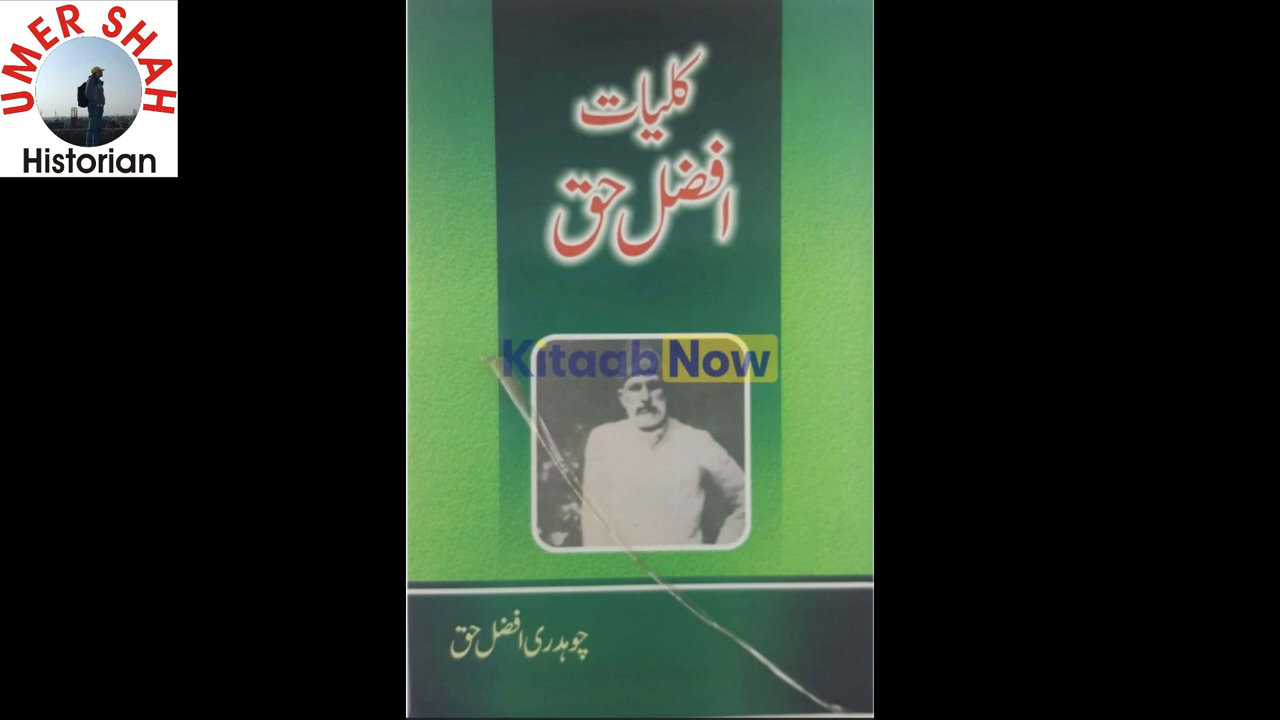 UMER SHAH
Historian
کلیات
افضل حق
KitaabNow
چوہدری افضل حق